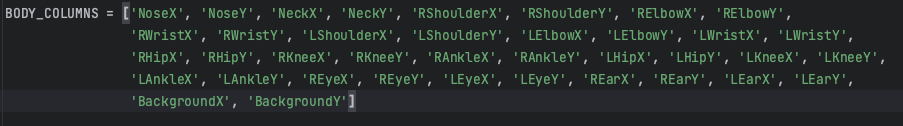 BODY_COLUMNS = ['NoseX', 'NoseY', 'NeckX', 'NeckY', 'RShoulderX', 'RShoulderY', 'RElbowX', 'RElbowY',
'RWristX', 'RWristY', 'LShoulderX', 'LShoulderY', 'LElbowX', 'LElbowY', 'LWristX', 'LWristY',
'RHipX', 'RHipY', 'RKneeX', 'RKneeY', 'RAnkleX', 'RAnkleY', 'LHipX', 'LHipY', 'LKneeX', 'LKneeY',
'LAnkleX', 'LAnkleY', 'REyeX', 'REyeY', 'LEyeX', 'LEyeY', 'REarX', 'REarY', 'LEarX', 'LEarY',
'BackgroundX', 'BackgroundY']